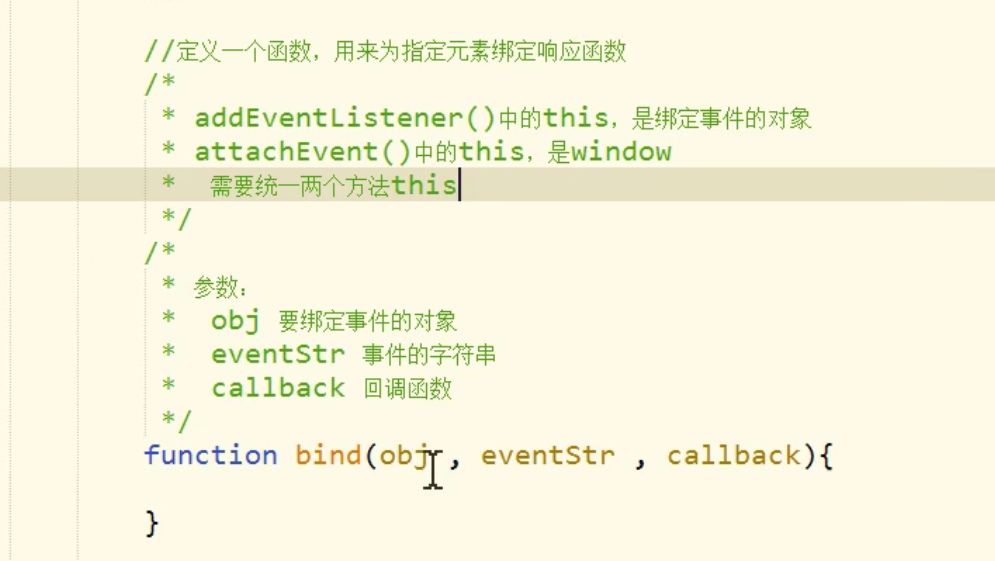 //定义一个函数，用来为指定元素绑定响应函数
/*
* addEventListener()中的this，是绑定事件的对象
* attachEvent()中的this，是window
* 需要统一两个方法this
*/
/*
* 参数：
* obj 要绑定事件的对象
* eventStr 事件的字符串
* callback 回调函数
*/
function bind(obj , eventStr , callback){
}